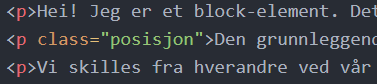 <p>Hei! Jeg er et block-element. Det
<p class="posisjon">Den grunnleggend
<p>Vi skilles fra hverandre ved vår